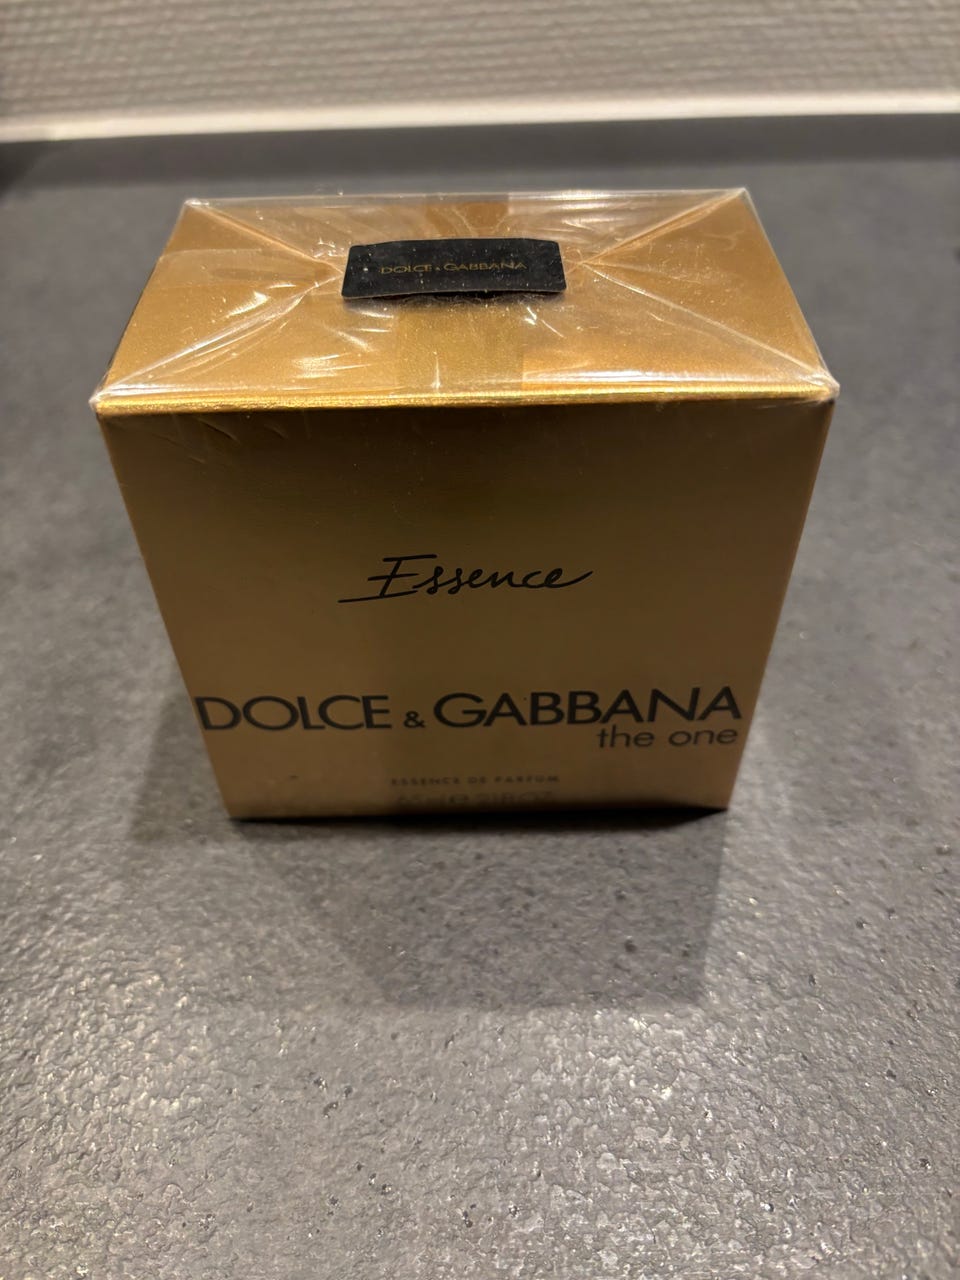 DOLCE & GABBANA
Essence
DOLCE & GABBANA
the one
ESSENCE DE PARFUM